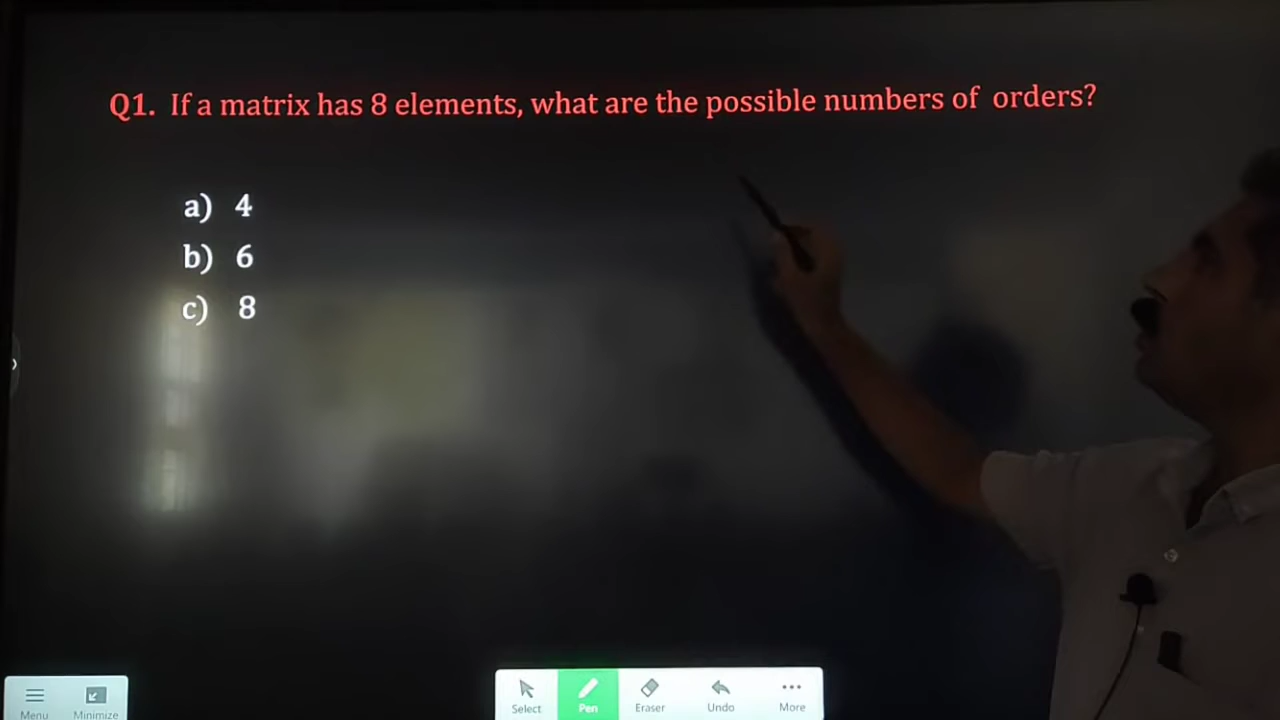 Q1. If a matrix has 8 elements, what are the possible numbers of orders?
a) 4
b) 6
c) 8
Menu Minimize Select Pen Eraser Undo More